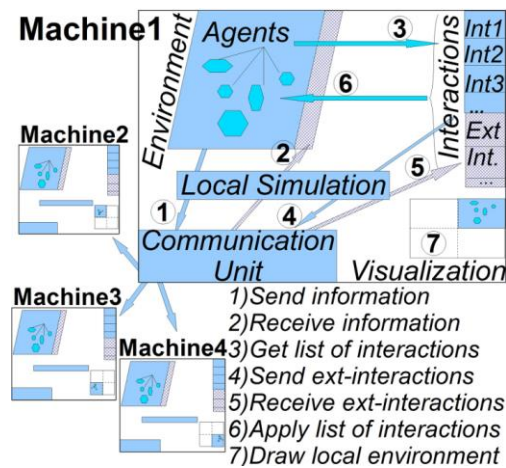 Machine1
Environment
Agents
3
6
2
Interactions
Int1
Int2
Int3
...
Ext
Int.
...
5
Local Simulation
1
4
Communication
Unit
7
Visualization
Machine2
Machine3
Machine4
1)Send information
2)Receive information
3)Get list of interactions
4)Send ext-interactions
5)Receive ext-interactions
6)Apply list of interactions
7)Draw local environment